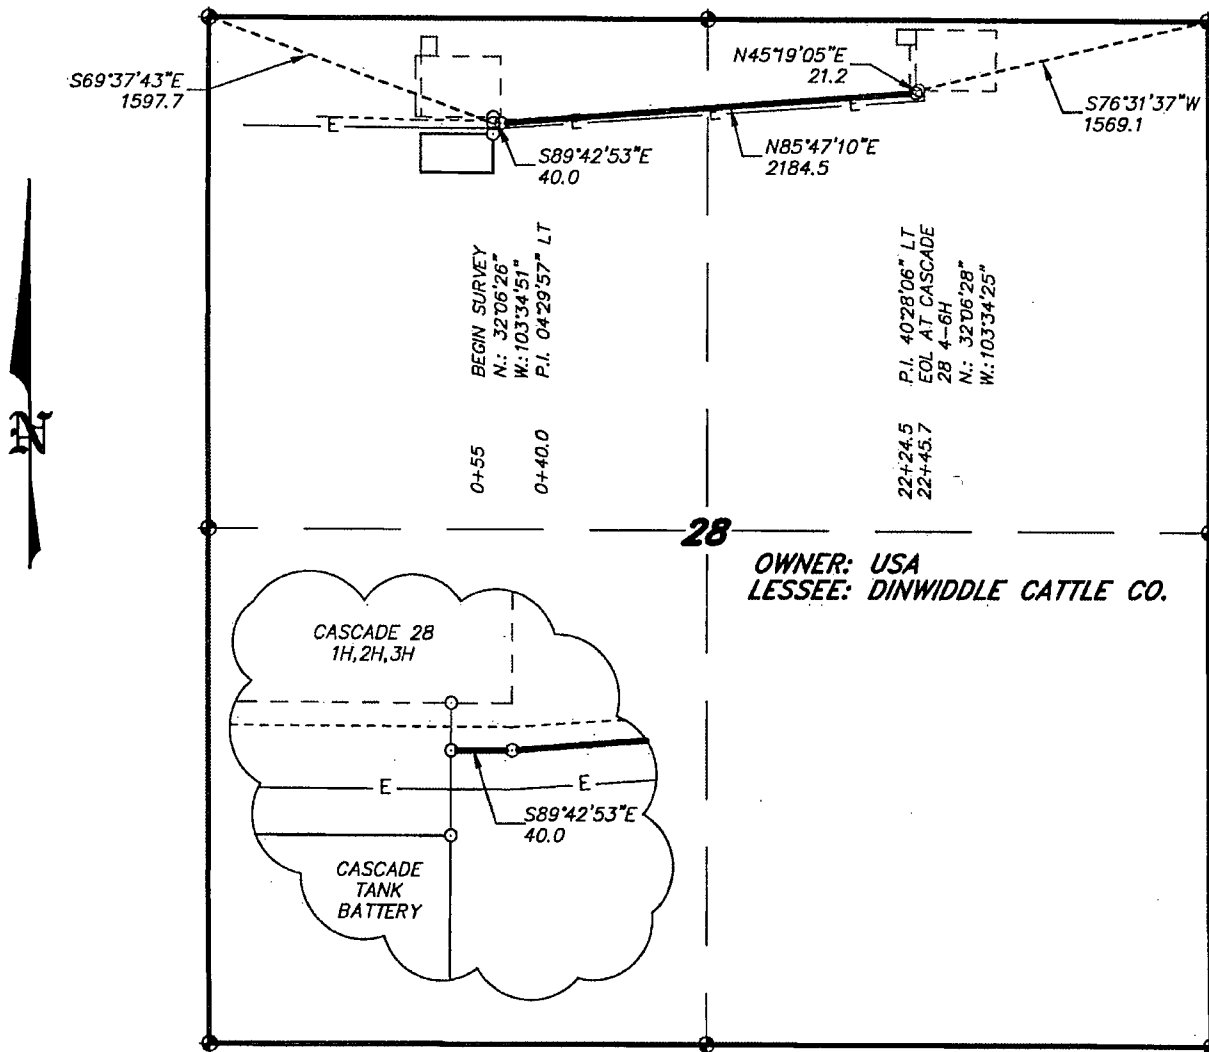 S69°37'43"E
1597.7
N45°19'05"E
21.2
S76°31'37"W
1569.1
E
E
E
E
S89°42'53"E
40.0
N85°47'10"E
2184.5
0+55 BEGIN SURVEY
N.: 32°06'26"
W.: 103°34'51"
0+40.0 P.I. 04°29'57" LT
22+24.5 P.I. 40°28'06" LT
22+45.7 EOL AT CASCADE
28 4-6H
N.: 32°06'28"
W.: 103°34'25"
28
OWNER: USA
LESSEE: DINWIDDLE CATTLE CO.
CASCADE 28
1H,2H,3H
E
E
S89°42'53"E
40.0
CASCADE
TANK
BATTERY